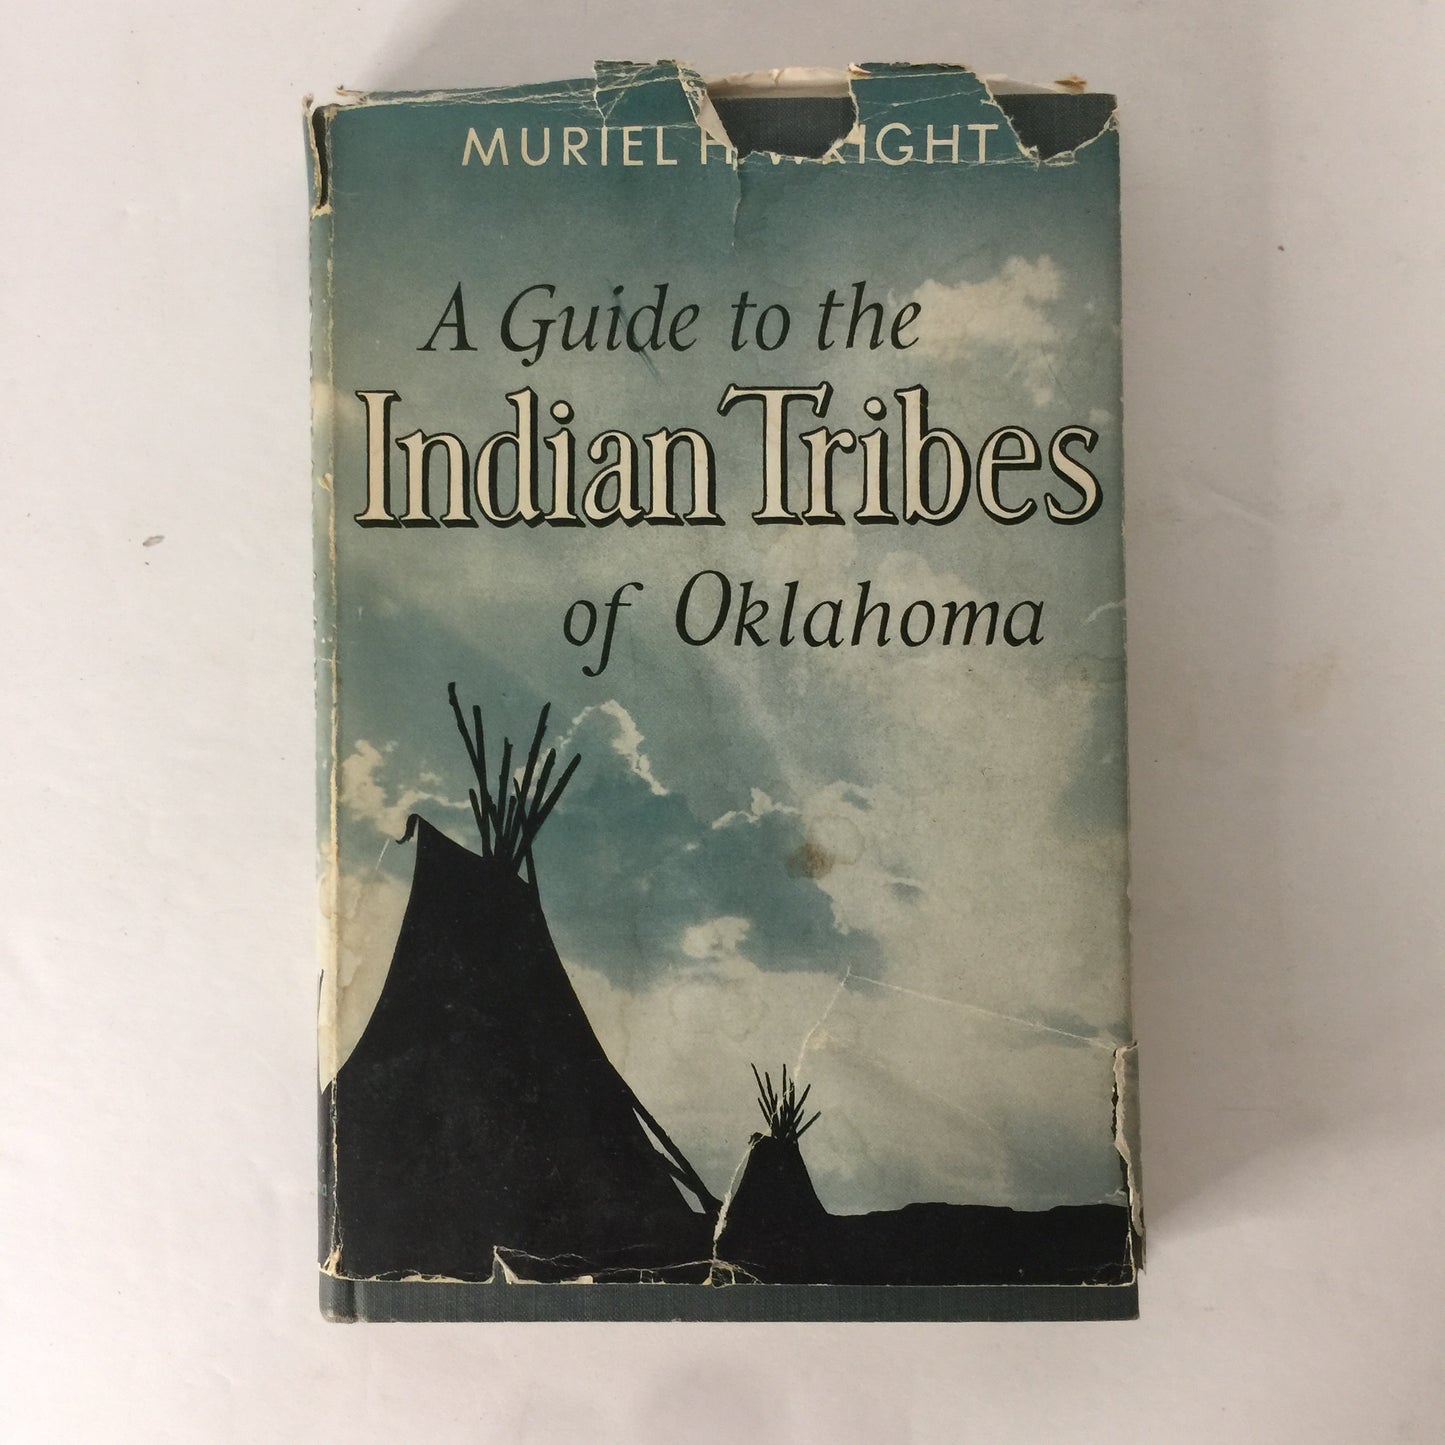 MURIEL H. WRIGHT
A Guide to the
Indian Tribes
of Oklahoma